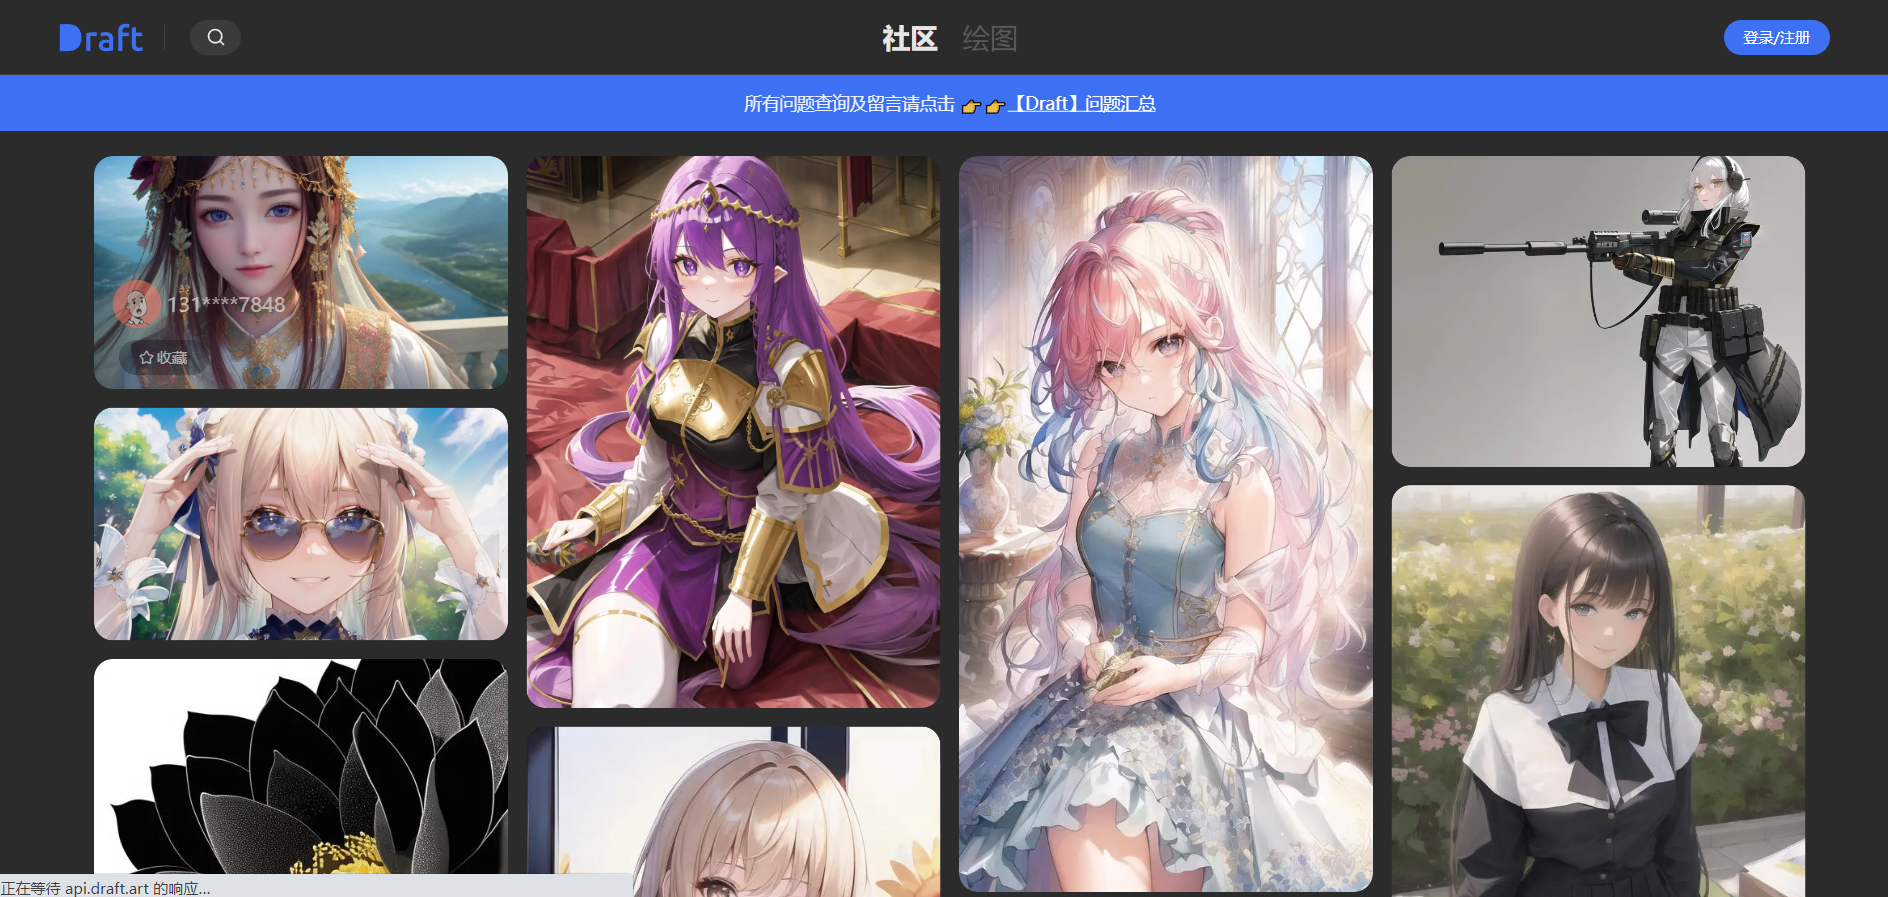 Draft
社区 绘图
登录/注册
所有问题查询及留言请点击 👉👉【Draft】问题汇总
131****7848
收藏
正在等待 api.draft.art 的响应...